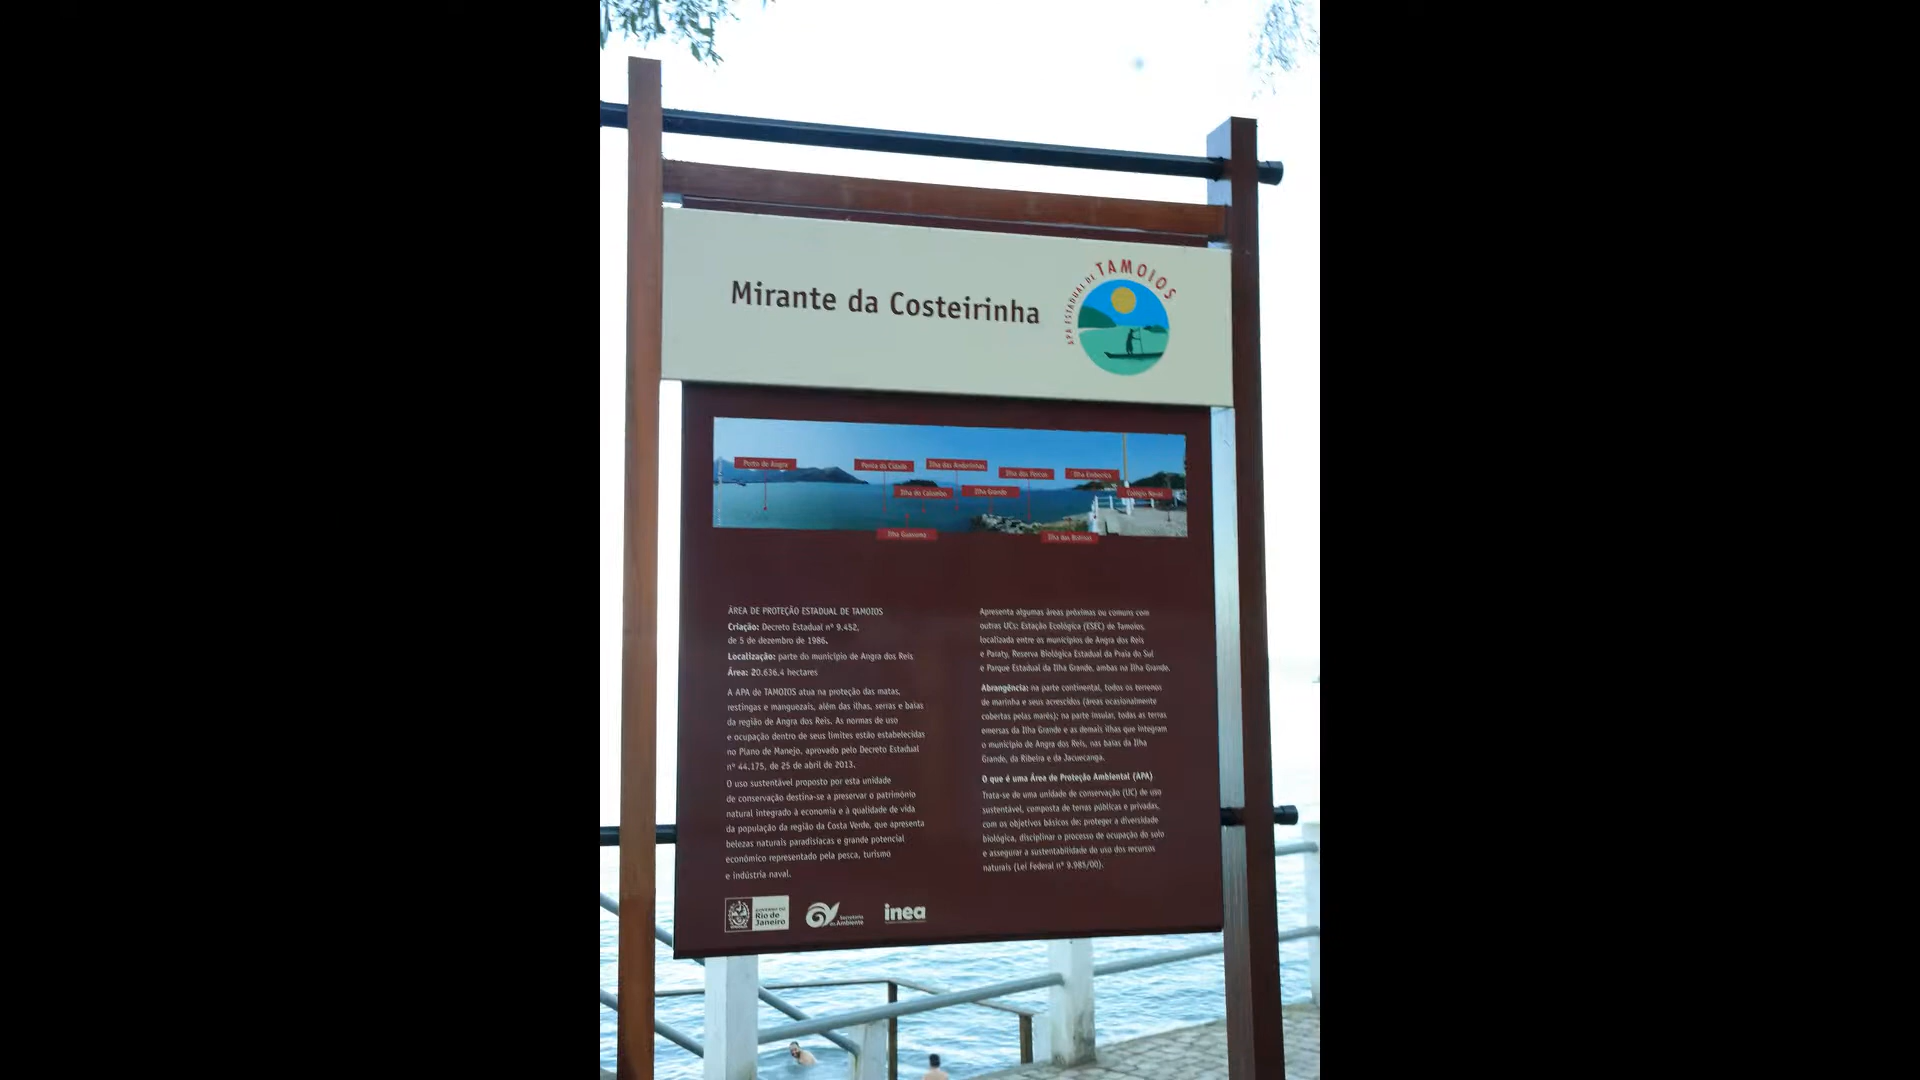 Mirante da Costeirinha
APA ESTADUAL DE TAMOIOS
Porto de Angra
Ponta da Cidade
Ilha das
Ilha dos Porcos
Ilha do Calombo
Ilha Grande
Colégio Naval
Ilha
Ilha das Botinas
ÁREA DE PROTEÇÃO ESTADUAL DE TAMOIOS
Criação: Decreto Estadual nº 9.452,
de 5 de dezembro de 1986.
Localização: parte do município de Angra dos Reis
Área: 20.636,4 hectares
A APA de TAMOIOS atua na proteção das matas,
restingas e manguezais, além das ilhas, serras e baías
da região de Angra dos Reis. As normas de uso
e ocupação dentro de seus limites estão estabelecidas
no Plano de Manejo, aprovado pelo Decreto Estadual
nº 44.175, de 25 de abril de 2013.
O uso sustentável proposto por esta unidade
de conservação destina-se a preservar o patrimônio
natural integrado à economia e à qualidade de vida
da população da região da Costa Verde, que apresenta
belezas naturais paradisíacas e grande potencial
econômico representado pela pesca, turismo
e indústria naval.
Apresenta algumas áreas próximas ou comuns com
outras UCs: Estação Ecológica (ESEC) de Tamoios,
localizada entre os municípios de Angra dos Reis
e Paraty, Reserva Biológica Estadual da Praia do Sul
e Parque Estadual da Ilha Grande, ambas na Ilha Grande.
Abrangência: na parte continental, todos os terrenos
de marinha e seus acrescidos (áreas ocasionalmente
cobertas pelas marés); na parte insular, todas as terras
emersas da Ilha Grande e as demais ilhas que integram
o município de Angra dos Reis, nas baías da Ilha
Grande, da Ribeira e da Jacuecanga.
O que é uma Área de Proteção Ambiental (APA)
Trata-se de uma unidade de conservação (UC) de uso
sustentável, composta de terras públicas e privadas,
com os objetivos básicos de: proteger a diversidade
biológica, disciplinar o processo de ocupação do solo
e assegurar a sustentabilidade do uso dos recursos
naturais (Lei Federal nº 9.985/00).
GOVERNO DO
Rio de
Janeiro
Secretaria
do Ambiente
inea